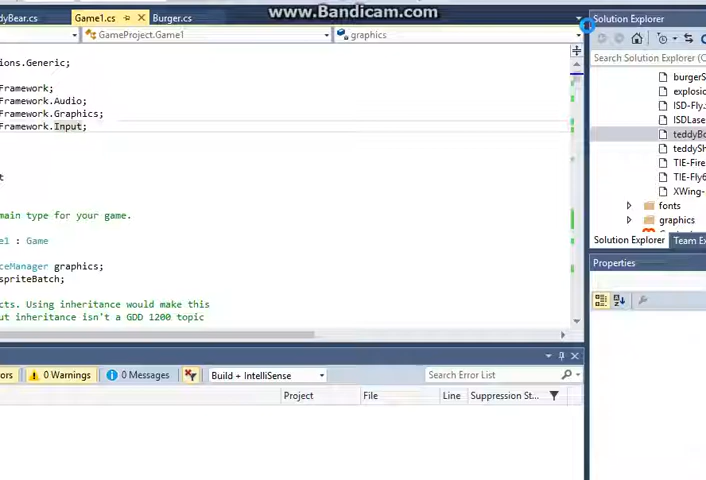 www.Bandicam.com
dyBear.cs Game1.cs Burger.cs
GameProject.Game1 graphics
ions.Generic;
Framework;
Framework.Audio;
Framework.Graphics;
Framework.Input;
t
main type for your game.
e1 : Game
ceManager graphics;
spriteBatch;
cts. Using inheritance would make this
ut inheritance isn't a GDD 1200 topic
Solution Explorer
Search Solution Explorer
burgerS
explosio
ISD-Fly.
ISDLase
teddyBo
teddySh
TIE-Fire
TIE-Fly6
XWing-
fonts
graphics
Solution Explorer Team Ex
Properties
ors 0 Warnings 0 Messages Build + IntelliSense Search Error List
Project File Line Suppression St...